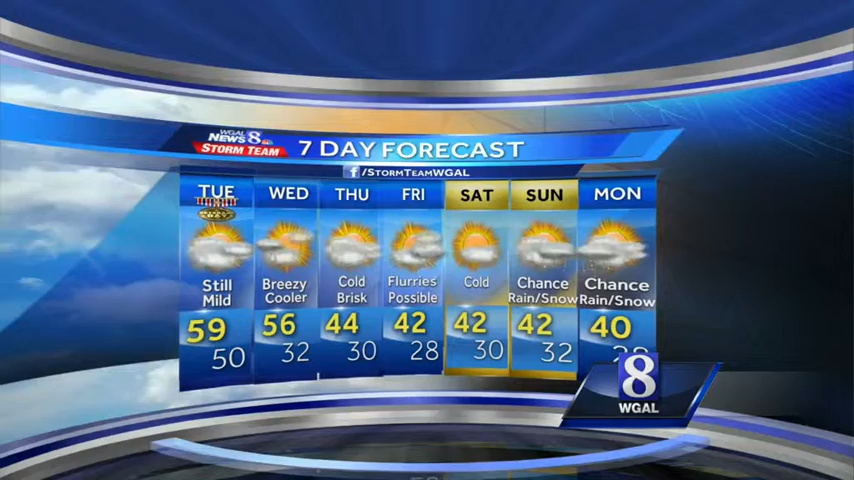 WGAL
NEWS 8
STORM TEAM
7 DAY FORECAST
f/STORMTEAMWGAL
TUE WED THU FRI SAT SUN MON
Still Breezy Cold Flurries Cold Chance Chance
Mild Cooler Brisk Possible Rain/Snow Rain/Snow
59 56 44 42 42 42 40
50 32 30 28 30 32
8
WGAL